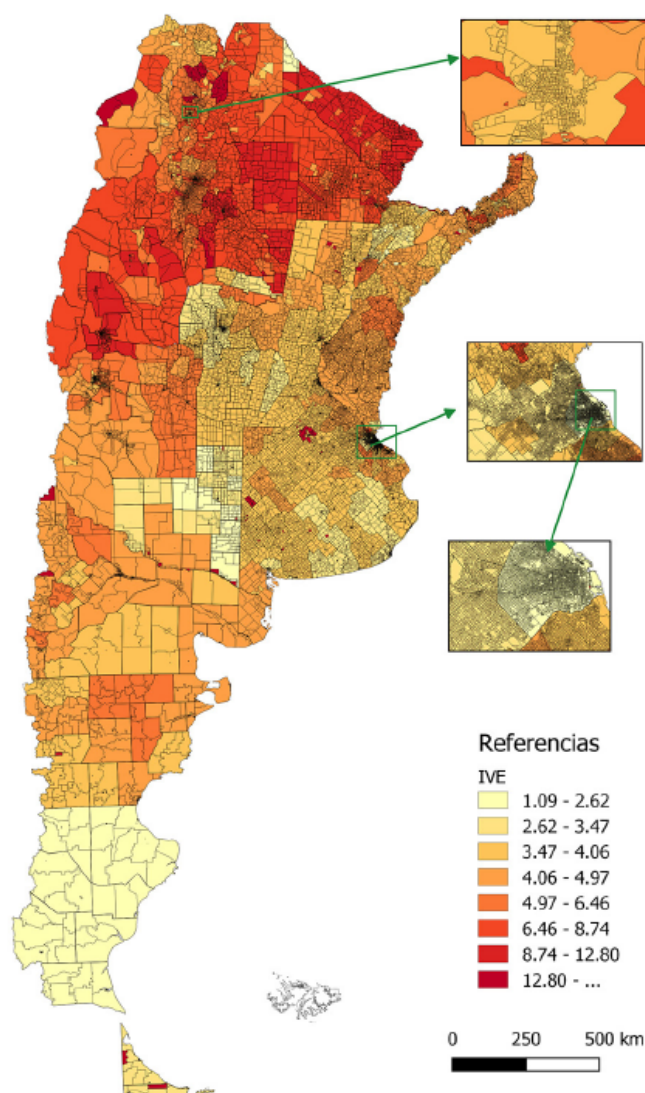 Referencias
IVE
1.09 - 2.62
2.62 - 3.47
3.47 - 4.06
4.06 - 4.97
4.97 - 6.46
6.46 - 8.74
8.74 - 12.80
12.80 - ...
0 250 500 km